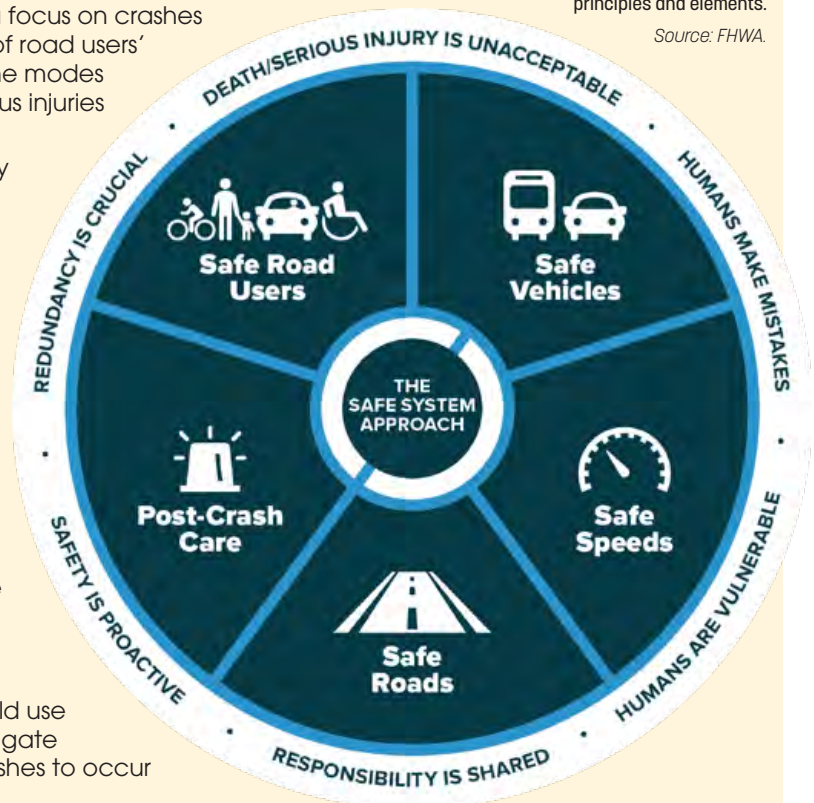 focus on crashes
of road users'
modes
us injuries
principles and elements.
Source: FHWA.
DEATH/SERIOUS INJURY IS UNACCEPTABLE
HUMANS MAKE MISTAKES
HUMANS ARE VULNERABLE
RESPONSIBILITY IS SHARED
SAFETY IS PROACTIVE
REDUNDANCY IS CRUCIAL
Safe Road
Users
Safe
Vehicles
THE
SAFE SYSTEM
APPROACH
Post-Crash
Care
Safe
Speeds
Safe
Roads
use
gate
shes to occur